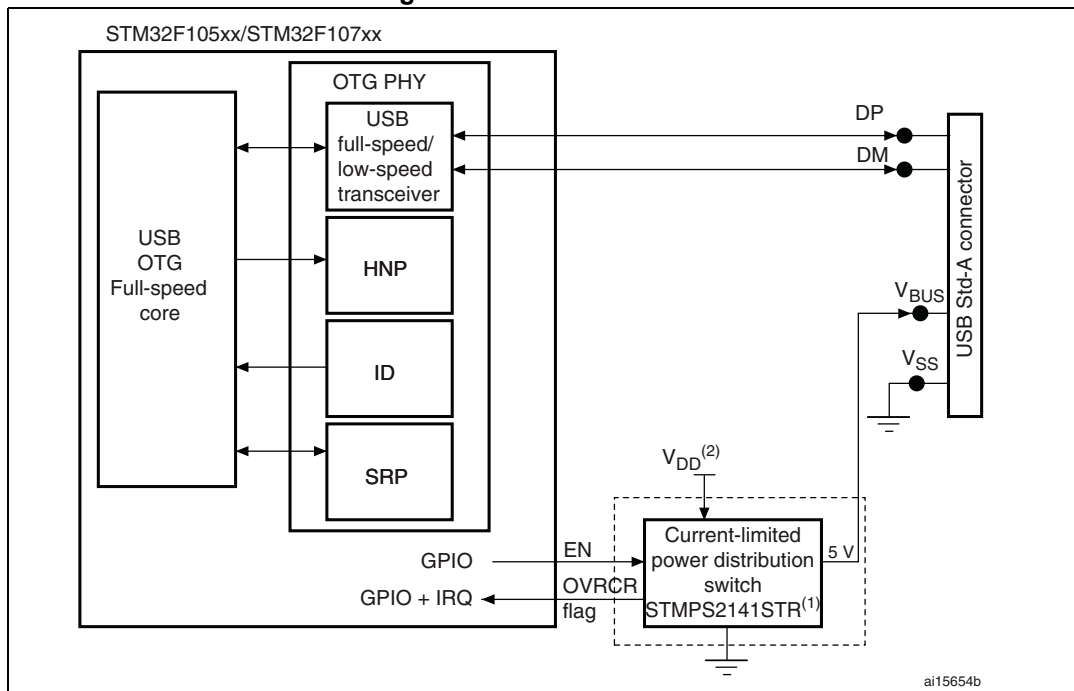 STM32F105xx/STM32F107xx
OTG PHY
USB
full-speed/
low-speed
transceiver
USB
OTG
Full-speed
core
HNP
ID
SRP
DP
DM
VBUS
VSS
USB Std-A connector
VDD(2)
GPIO
EN
GPIO + IRQ
OVRCR
flag
Current-limited
power distribution
switch
STMPS2141STR(1)
5 V
ai15654b